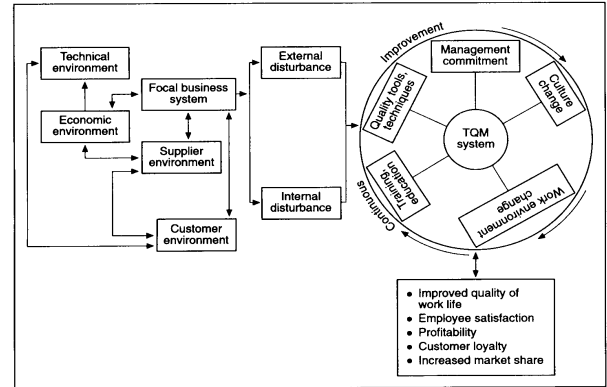 Technical
environment
Economic
environment
Focal business
system
Supplier
environment
Customer
environment
External
disturbance
Internal
disturbance
Continuous
Improvement
Management
commitment
Culture
change
Work environment
change
Training,
education
Quality tools,
techniques
TQM
system
• Improved quality of
work life
• Employee satisfaction
• Profitability
• Customer loyalty
• Increased market share